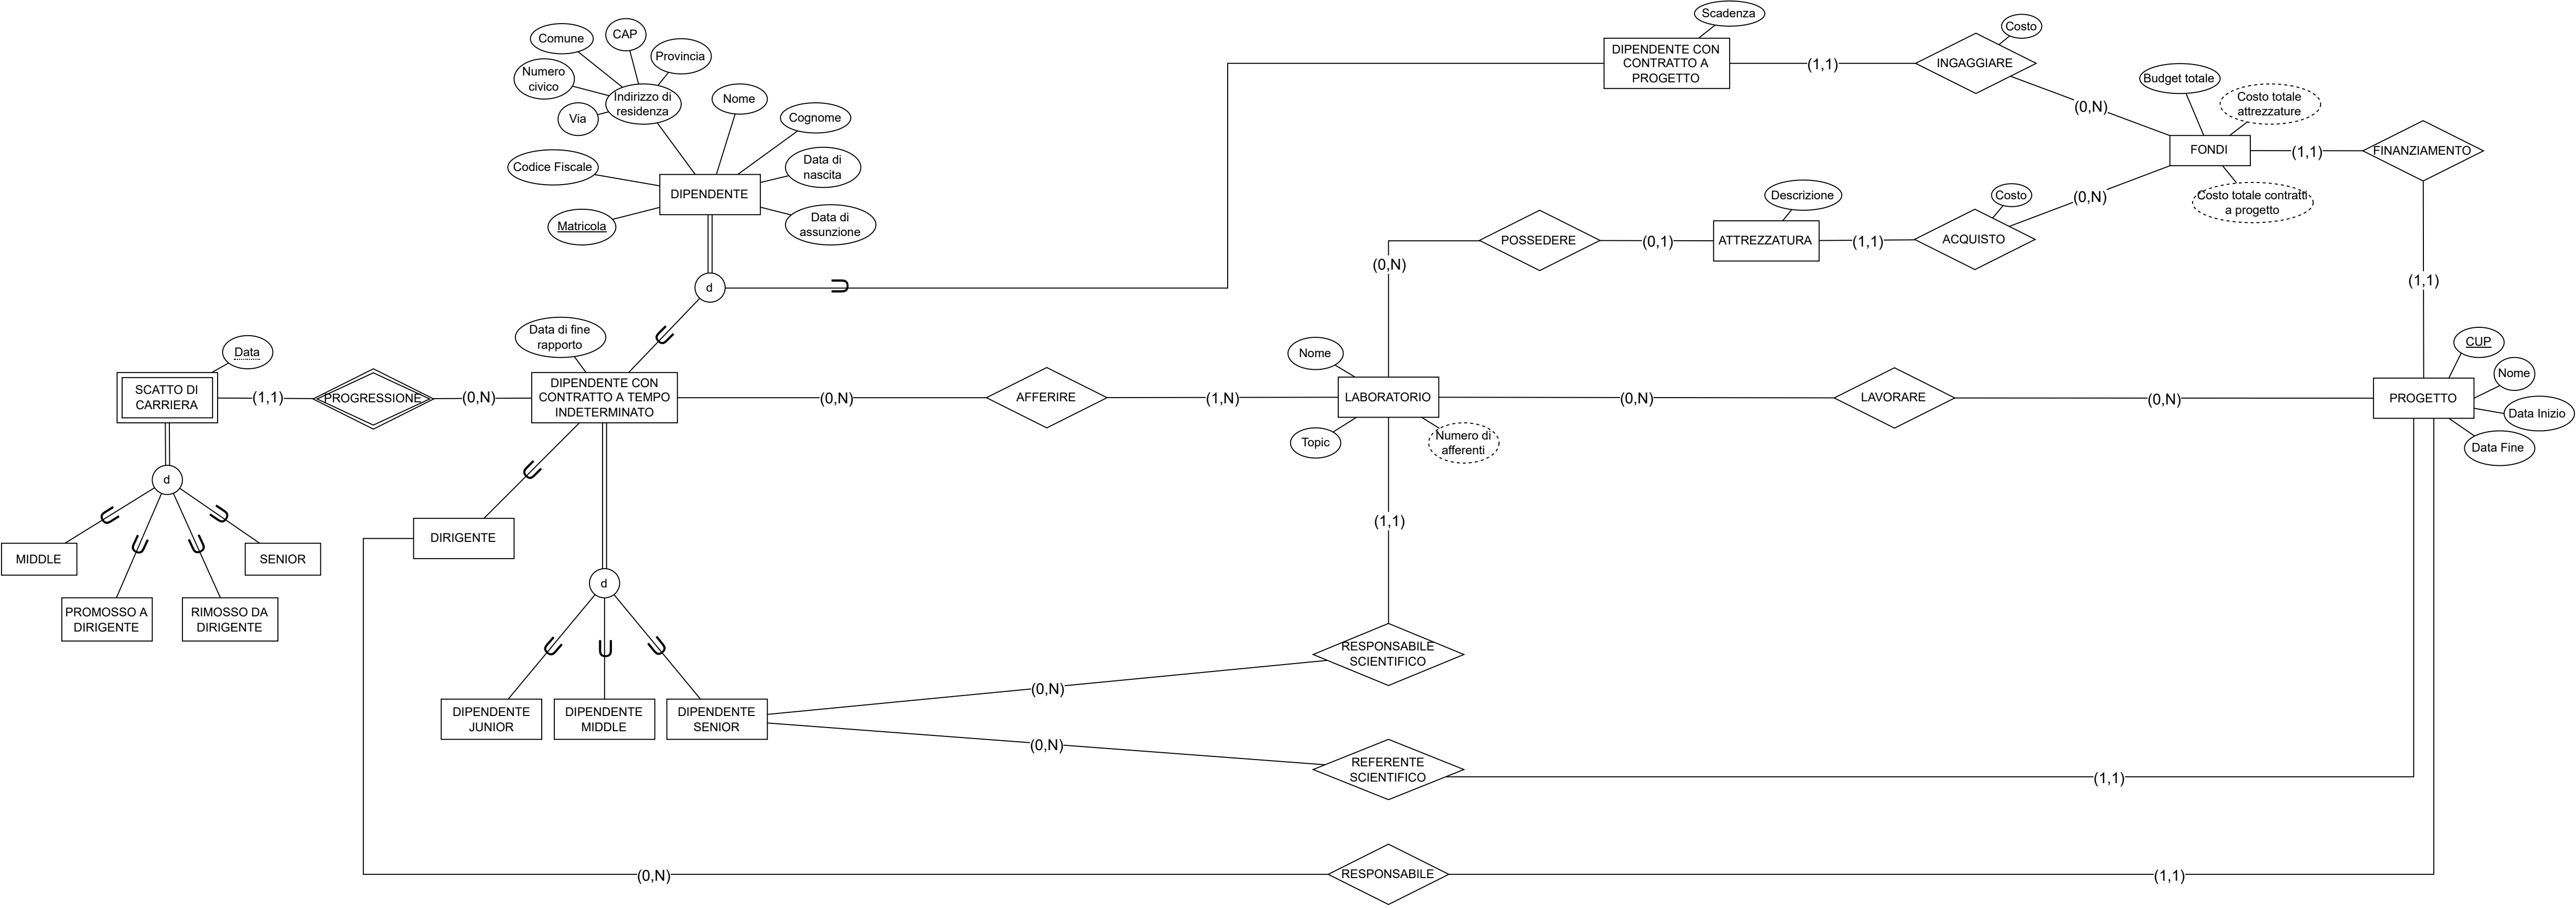 Scadenza
DIPENDENTE CON
CONTRATTO A
PROGETTO
(1,1)
INGAGGIARE
Costo
(0,N)
Comune
CAP
Provincia
Numero
civico
Indirizzo di
residenza
Via
Nome
Cognome
Codice Fiscale
Data di
nascita
DIPENDENTE
Matricola
Data di
assunzione
d
Budget totale
Costo totale
attrezzature
FONDI
(1,1)
FINANZIAMENTO
Costo totale contratti
a progetto
(0,N)
Descrizione
Costo
POSSEDERE
(0,1)
ATTREZZATURA
(1,1)
ACQUISTO
(0,N)
(1,1)
Data
SCATTO DI
CARRIERA
(1,1)
PROGRESSIONE
(0,N)
Data di fine
rapporto
DIPENDENTE CON
CONTRATTO A TEMPO
INDETERMINATO
(0,N)
AFFERIRE
(1,N)
Nome
LABORATORIO
Topic
Numero di
afferenti
(0,N)
LAVORARE
(0,N)
CUP
Nome
PROGETTO
Data Inizio
Data Fine
d
MIDDLE
SENIOR
PROMOSSO A
DIRIGENTE
RIMOSSO DA
DIRIGENTE
DIRIGENTE
d
(1,1)
DIPENDENTE
JUNIOR
DIPENDENTE
MIDDLE
DIPENDENTE
SENIOR
(0,N)
RESPONSABILE
SCIENTIFICO
(0,N)
REFERENTE
SCIENTIFICO
(1,1)
(0,N)
RESPONSABILE
(1,1)